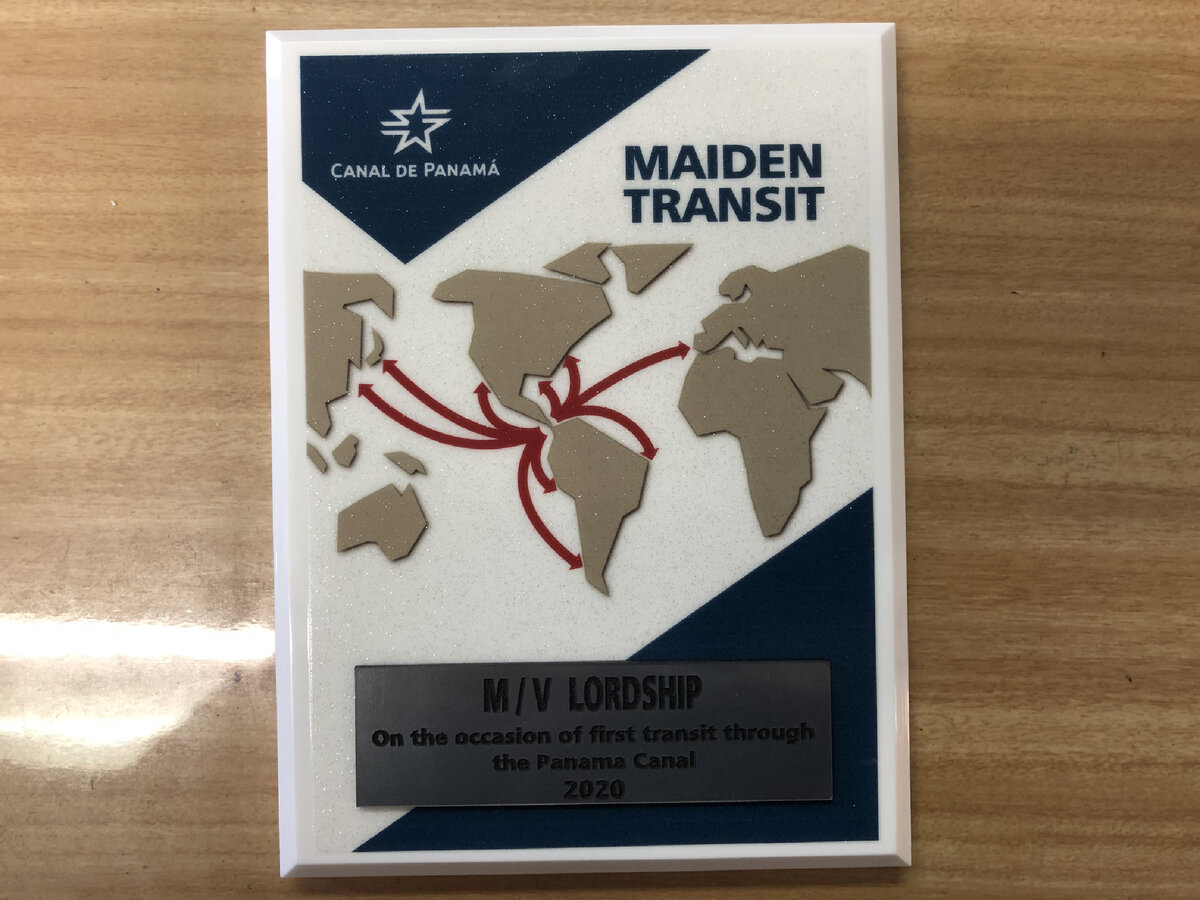 CANAL DE PANAMÁ
MAIDEN
TRANSIT
M/V LORDSHIP
On the occasion of first transit through
the Panama Canal
2020